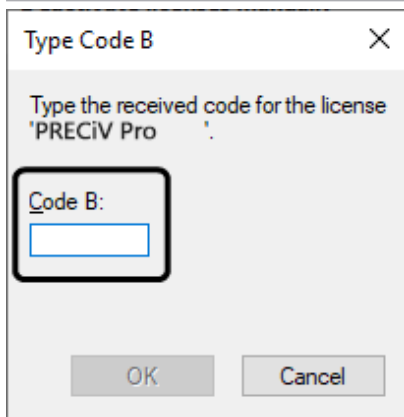 Type Code B
Type the received code for the license
'PRECiV Pro '.
Code B:
OK
Cancel